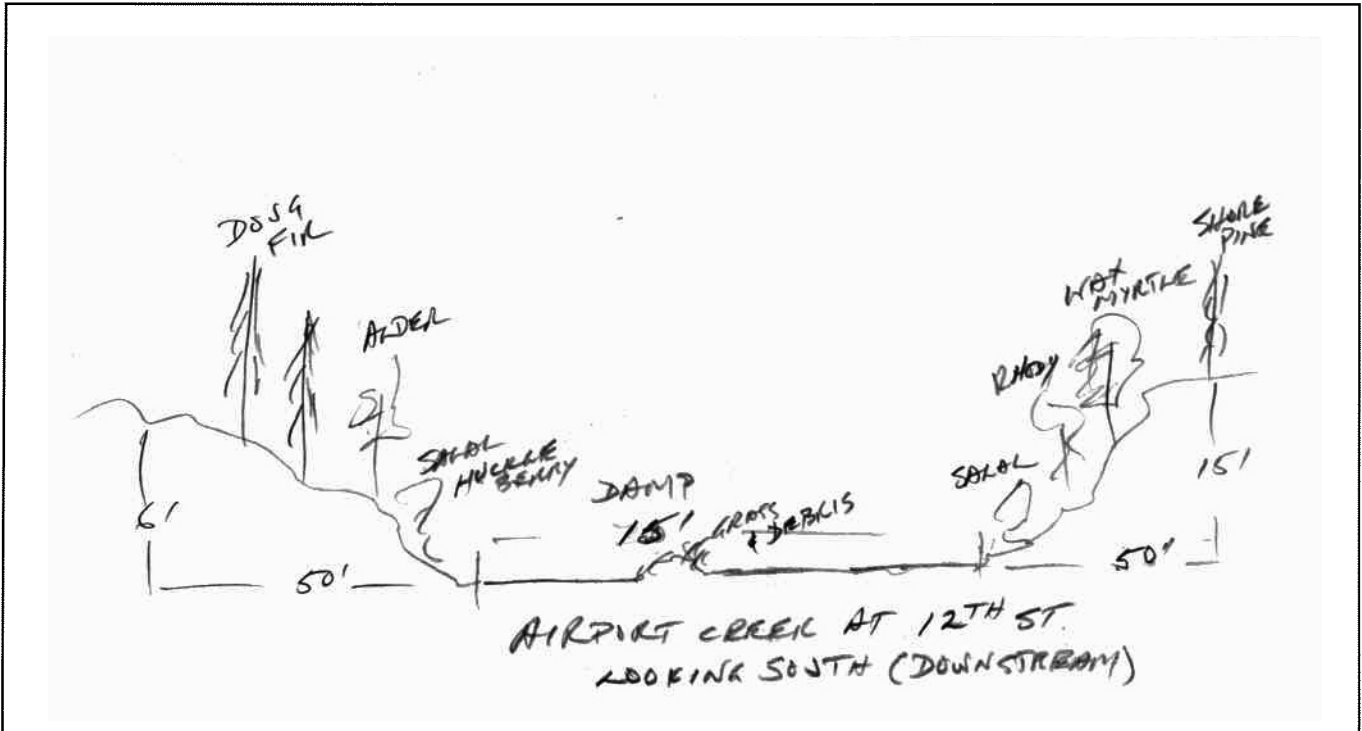 DOUG
FIR
ALDER
SALAL
HUCKLE
BERRY
DAMP
15'
GRASS
& DEBRIS
SALAL
RHODY
WAX
MYRTLE
SHORE
PINE
6'
50'
50'
15'
AIRPORT CREEK AT 12TH ST.
LOOKING SOUTH (DOWNSTREAM)